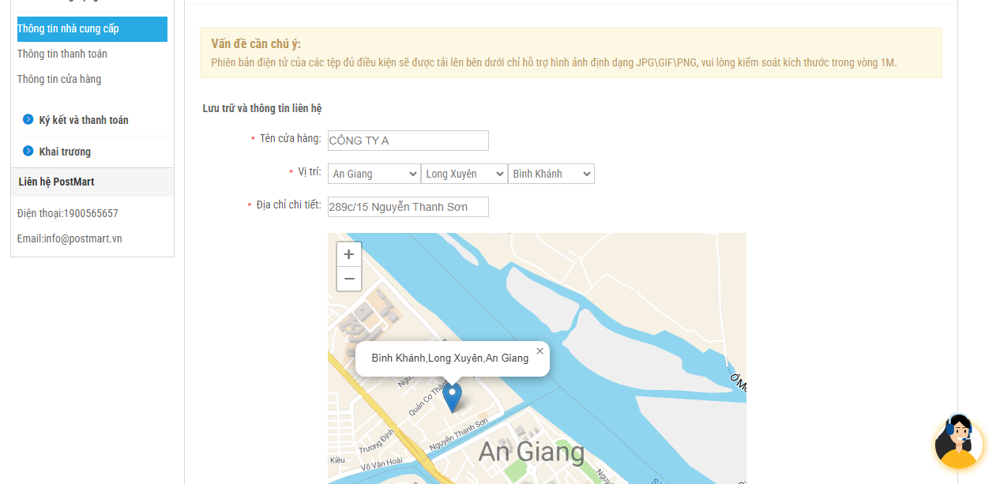 Thông tin nhà cung cấp
Thông tin thanh toán
Thông tin cửa hàng
Ký kết và thanh toán
Khai trương
Liên hệ PostMart
Điện thoại:1900565657
Email:info@postmart.vn
Vấn đề cần chú ý:
Phiên bản điện tử của các tệp đủ điều kiện sẽ được tải lên bên dưới chỉ hỗ trợ hình ảnh định dạng JPG\GIF\PNG, vui lòng kiểm soát kích thước trong vòng 1M.
Lưu trữ và thông tin liên hệ
* Tên cửa hàng: CÔNG TY A
* Vị trí: An Giang Long Xuyên Bình Khánh
* Địa chỉ chi tiết: 289c/15 Nguyễn Thanh Sơn
+
−
Bình Khánh,Long Xuyên,An Giang
×
Quản Cơ Thành
Nguyễn Thanh Sơn
Trương Định
Võ Văn Hoài
Kiều
An Giang